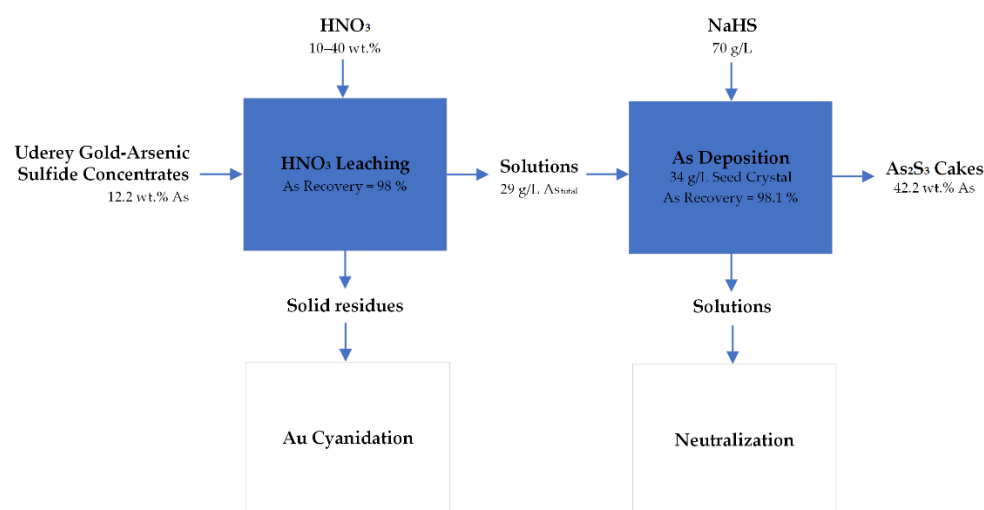 HNO₃
10–40 wt.%
NaHS
70 g/L
Uderey Gold-Arsenic
Sulfide Concentrates
12.2 wt.% As
HNO₃ Leaching
As Recovery = 98 %
Solutions
29 g/L Astotal
As Deposition
34 g/L Seed Crystal
As Recovery = 98.1 %
As₂S₃ Cakes
42.2 wt.% As
Solid residues
Solutions
Au Cyanidation
Neutralization